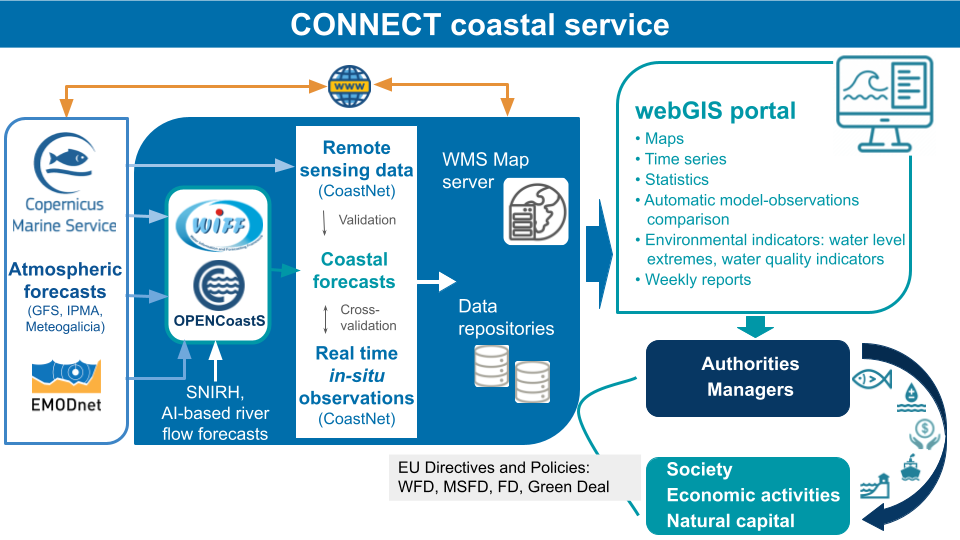 CONNECT coastal service
WWW
Copernicus
Marine Service
Atmospheric
forecasts
(GFS, IPMA,
Meteogalicia)
EMODnet
WiFF
OPENCoastS
SNIRH,
AI-based river
flow forecasts
Remote
sensing data
(CoastNet)
Validation
Coastal
forecasts
Cross-
validation
Real time
in-situ
observations
(CoastNet)
WMS Map
server
Data
repositories
webGIS portal
• Maps
• Time series
• Statistics
• Automatic model-observations
comparison
• Environmental indicators: water level
extremes, water quality indicators
• Weekly reports
Authorities
Managers
EU Directives and Policies:
WFD, MSFD, FD, Green Deal
Society
Economic activities
Natural capital